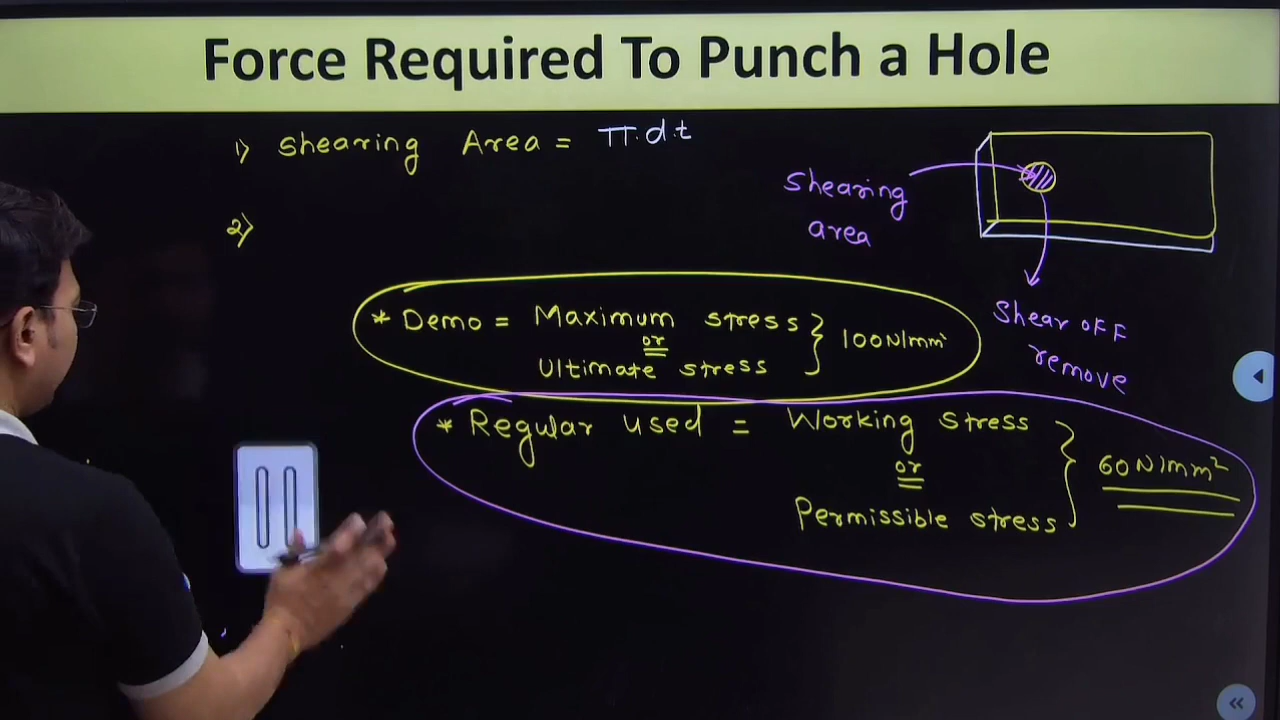 Force Required To Punch a Hole
1) Shearing Area = π.d.t
Shearing
area
2)
Shear off
remove
* Demo = Maximum stress
or
Ultimate stress
100N/mm²
* Regular used = Working stress
or
Permissible stress
60N/mm²